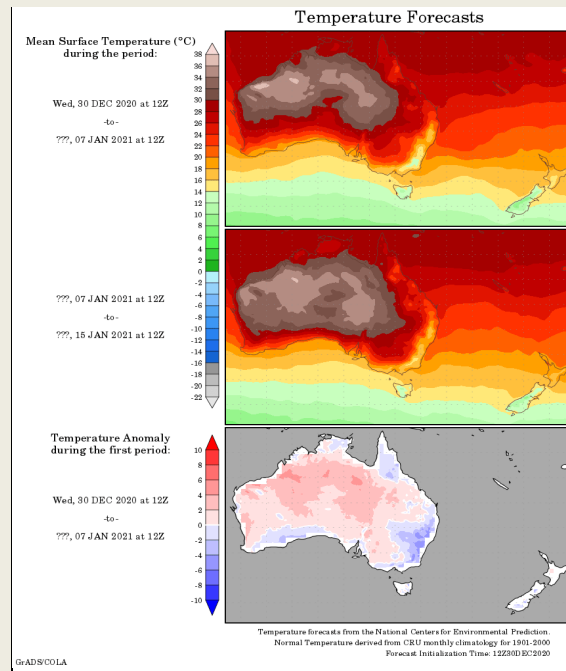 Temperature Forecasts
Mean Surface Temperature (°C)
during the period:
Wed, 30 DEC 2020 at 12Z
-to-
???, 07 JAN 2021 at 12Z
38
36
34
32
30
28
26
24
22
20
18
16
14
12
10
8
6
4
2
0
-2
-4
-6
-8
-10
-12
-14
-16
-18
-20
-22
???, 07 JAN 2021 at 12Z
-to-
???, 15 JAN 2021 at 12Z
Temperature Anomaly
during the first period:
Wed, 30 DEC 2020 at 12Z
-to-
???, 07 JAN 2021 at 12Z
10
8
6
4
2
0
-2
-4
-6
-8
-10
Temperature forecasts from the National Centers for Environmental Prediction.
Normal Temperature derived from CRU monthly climatology for 1901-2000
Forecast Initialization Time: 12Z30DEC2020
GrADS/COLA